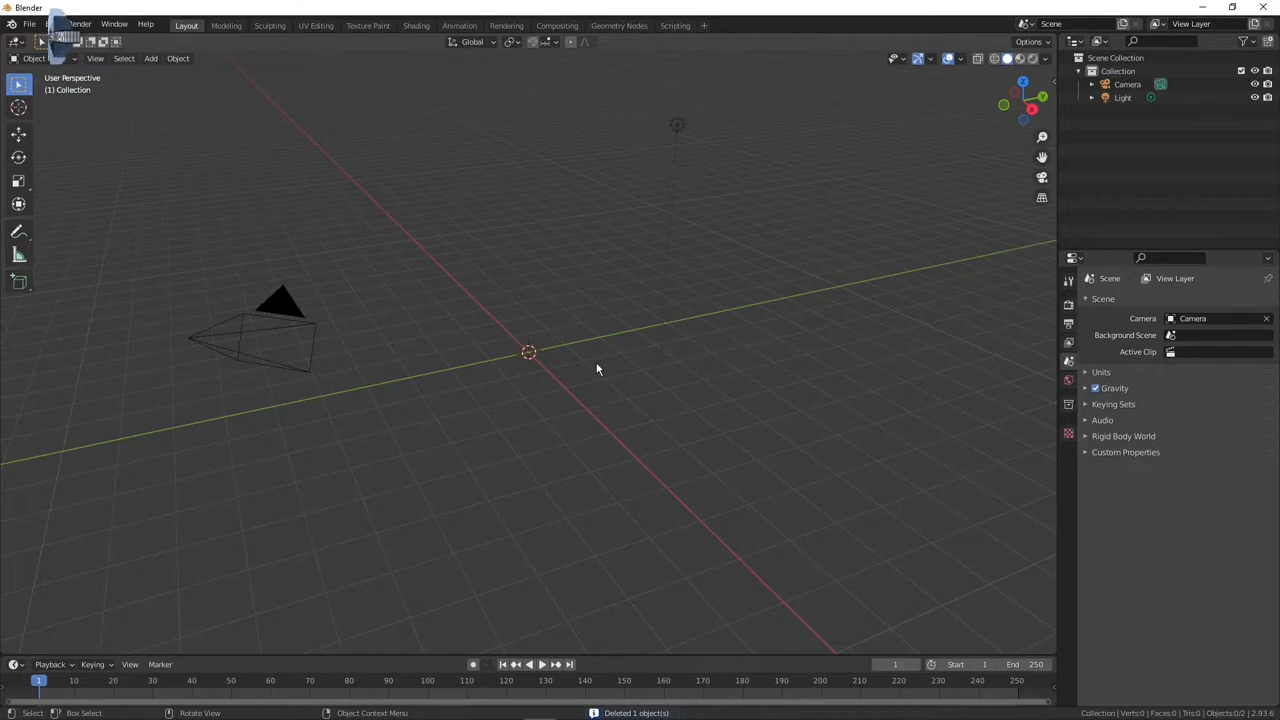 Blender
File
Render
Window
Help
Layout
Modeling
Sculpting
UV Editing
Texture Paint
Shading
Animation
Rendering
Compositing
Geometry Nodes
Scripting
+
Scene
View Layer
Global
Options
Object
View
Select
Add
Object
User Perspective
(1) Collection
Z
Y
X
Scene Collection
Collection
Camera
Light
Scene
View Layer
Scene
Camera
Camera
Background Scene
Active Clip
Units
Gravity
Keying Sets
Audio
Rigid Body World
Custom Properties
Playback
Keying
View
Marker
1
Start 1
End 250
1 10 20 30 40 50 60 70 80 90 100 110 120 130 140 150 160 170 180 190 200 210 220 230 240 250
Select
Box Select
Rotate View
Object Context Menu
Deleted 1 object(s)
Collection | Verts:0 | Faces:0 | Tris:0 | Objects:0/2 | 2.93.6